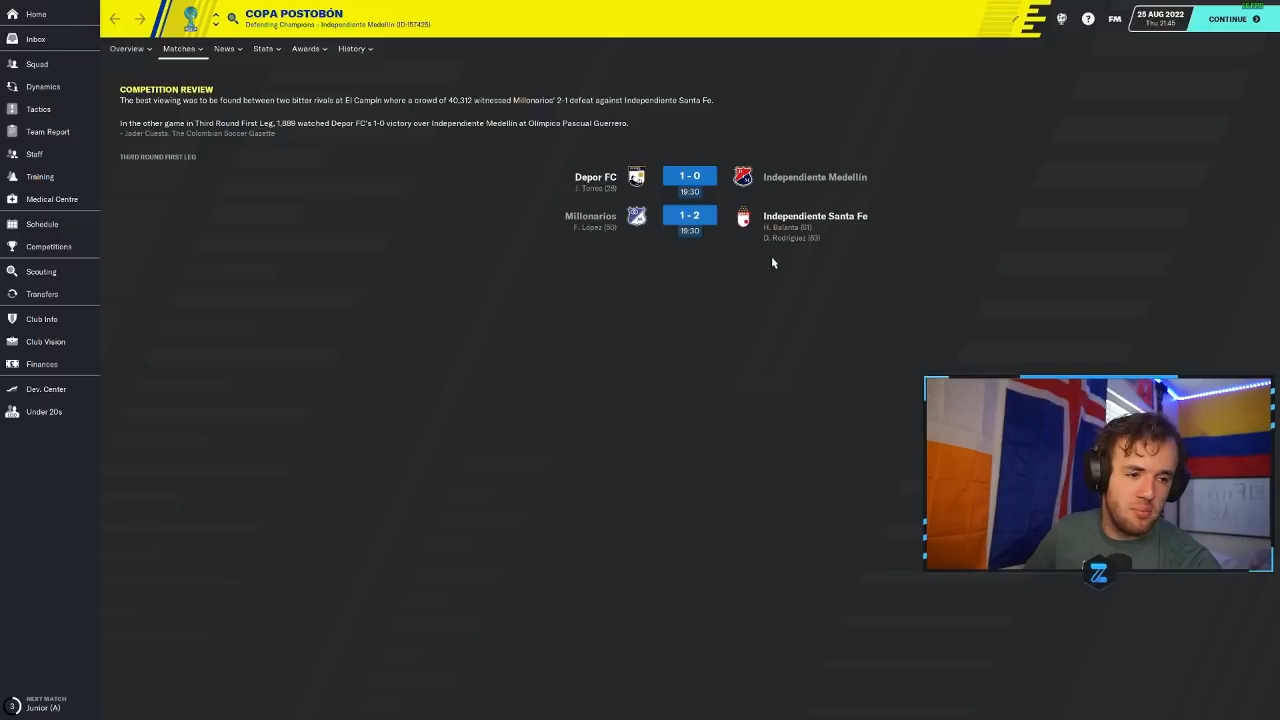 COPA POSTOBÓN
Defending Champions - Independiente Medellín (ID:157425)
25 AUG 2022
Thu 21:45
FM
CONTINUE
Overview
Matches
News
Stats
Awards
History
Home
Inbox
Squad
Dynamics
Tactics
Team Report
Staff
Training
Medical Centre
Schedule
Competitions
Scouting
Transfers
Club Info
Club Vision
Finances
Dev. Center
Under 20s
COMPETITION REVIEW
The best viewing was to be found between two bitter rivals at El Campín where a crowd of 40,312 witnessed Millonarios' 2-1 defeat against Independiente Santa Fe.
In the other game in Third Round First Leg, 1,889 watched Depor FC's 1-0 victory over Independiente Medellín at Olímpico Pascual Guerrero.
- Jader Cuesta, The Colombian Soccer Gazette
THIRD ROUND FIRST LEG
Depor FC 1 - 0 Independiente Medellín
J. Torres (28) 19:30
Millonarios 1 - 2 Independiente Santa Fe
F. López (50) 19:30 H. Balanta (61)
D. Rodríguez (83)
3 NEXT MATCH
Junior (A)